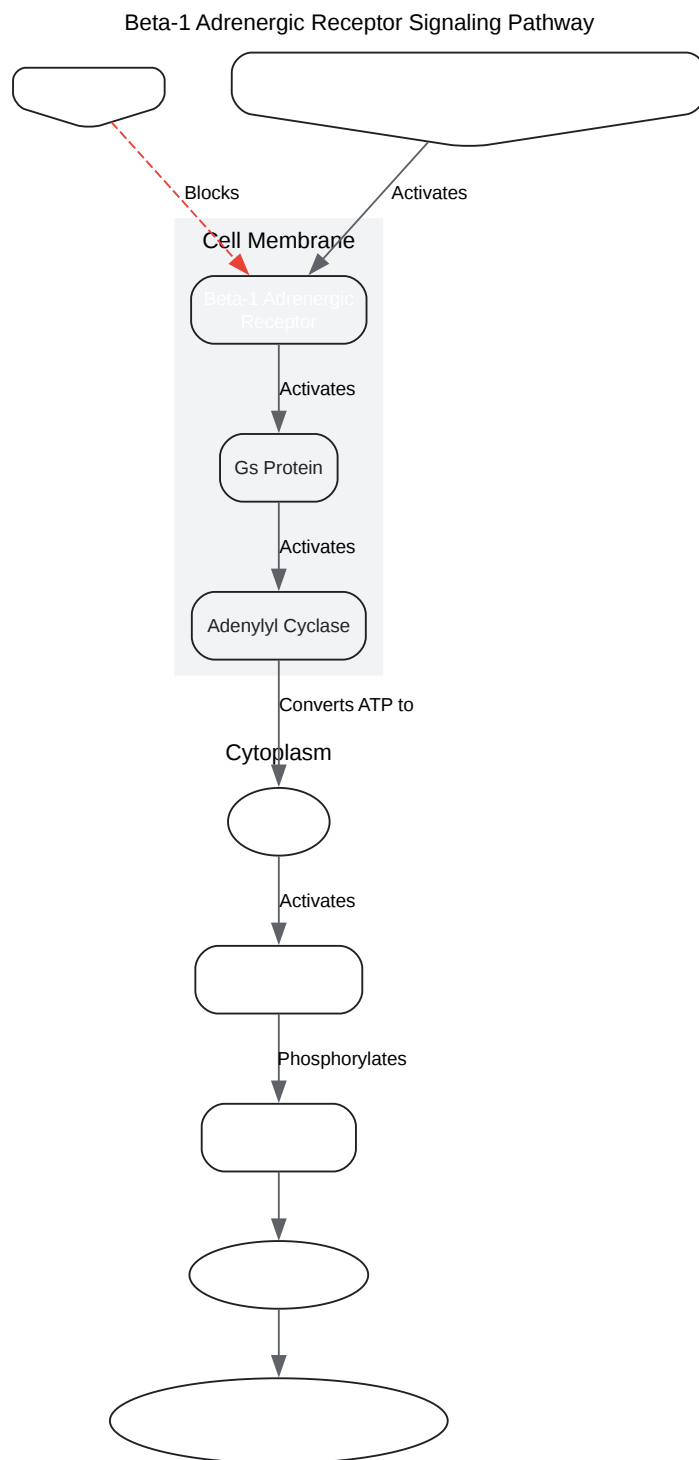 Beta-1 Adrenergic Receptor Signaling Pathway
Blocks
Activates
Cell Membrane
Beta-1 Adrenergic
Receptor
Activates
Gs Protein
Activates
Adenylyl Cyclase
Converts ATP to
Cytoplasm
Activates
Phosphorylates